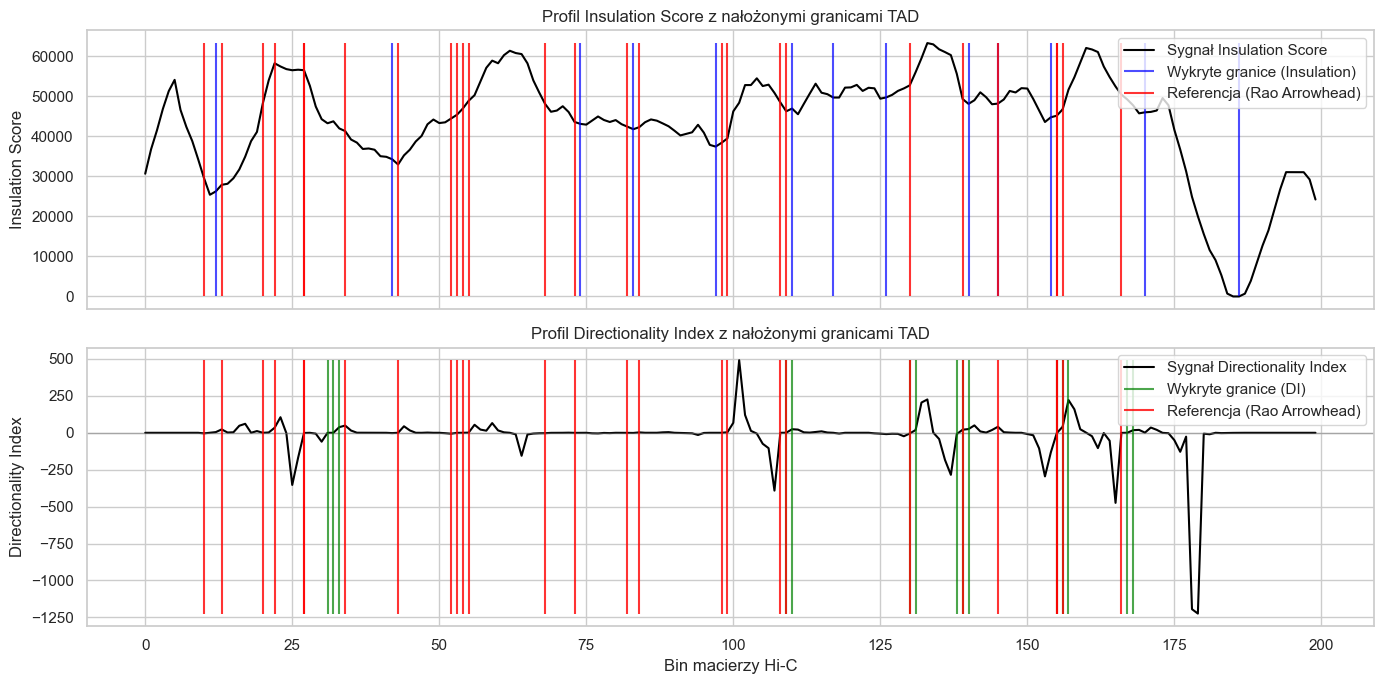 Profil Insulation Score z nałożonymi granicami TAD
Insulation Score
60000
50000
40000
30000
20000
10000
0
Sygnał Insulation Score
Wykryte granice (Insulation)
Referencja (Rao Arrowhead)
Profil Directionality Index z nałożonymi granicami TAD
Directionality Index
500
250
0
−250
−500
−750
−1000
−1250
Sygnał Directionality Index
Wykryte granice (DI)
Referencja (Rao Arrowhead)
0 25 50 75 100 125 150 175 200
Bin macierzy Hi-C